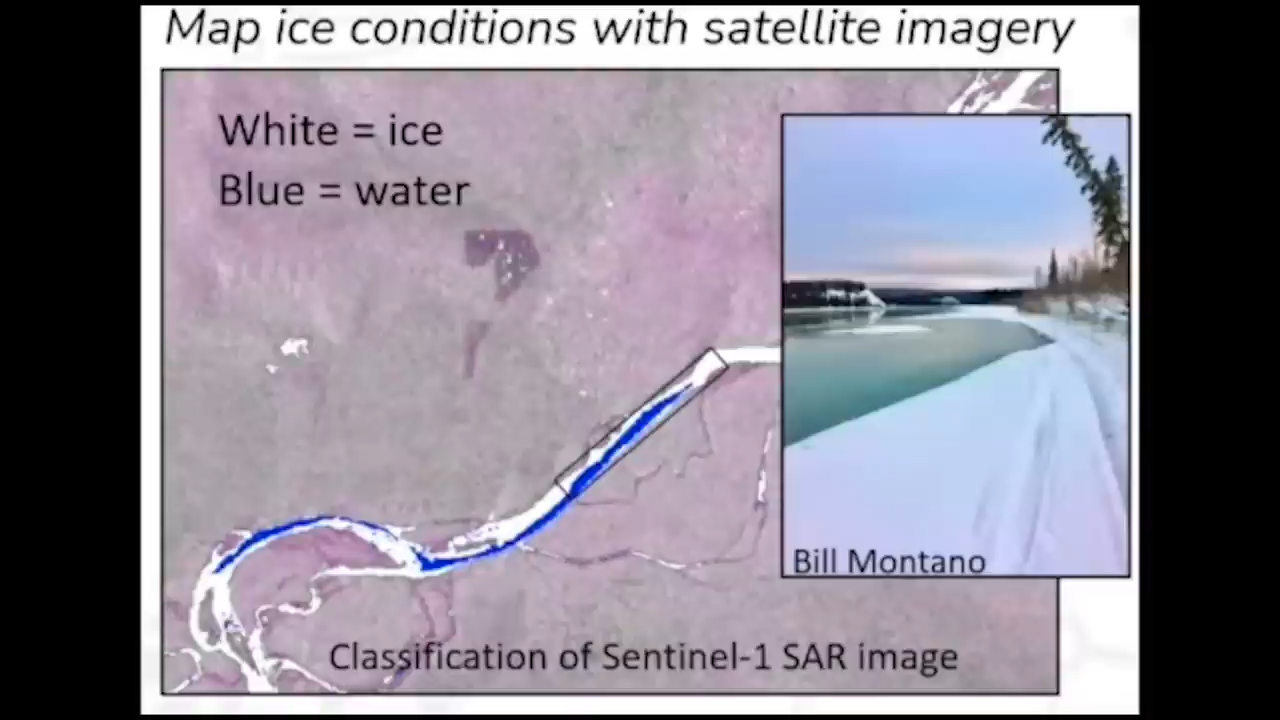 Map ice conditions with satellite imagery
White = ice
Blue = water
Bill Montano
Classification of Sentinel-1 SAR image